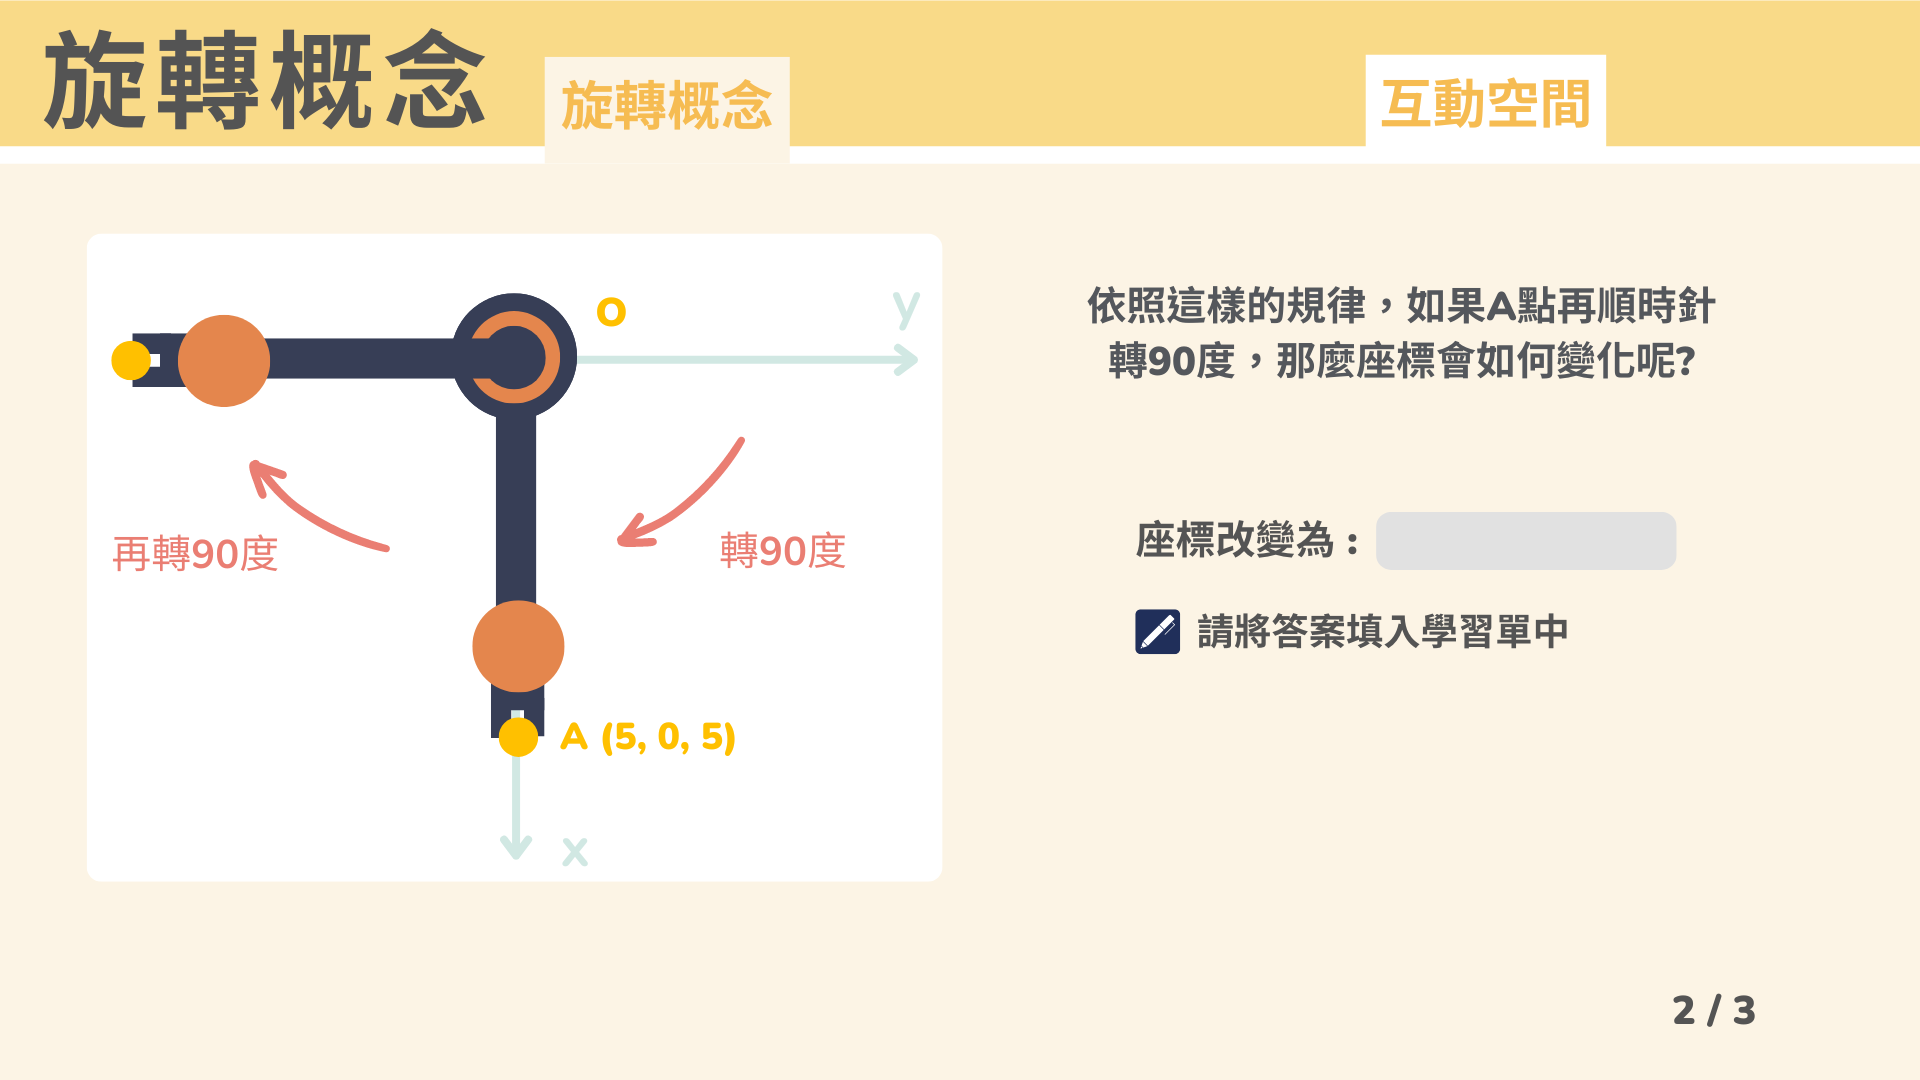 旋轉概念
旋轉概念
互動空間
O
y
轉90度
再轉90度
A (5, 0, 5)
x
依照這樣的規律，如果A點再順時針
轉90度，那麼座標會如何變化呢?
座標改變為：
請將答案填入學習單中
2 / 3